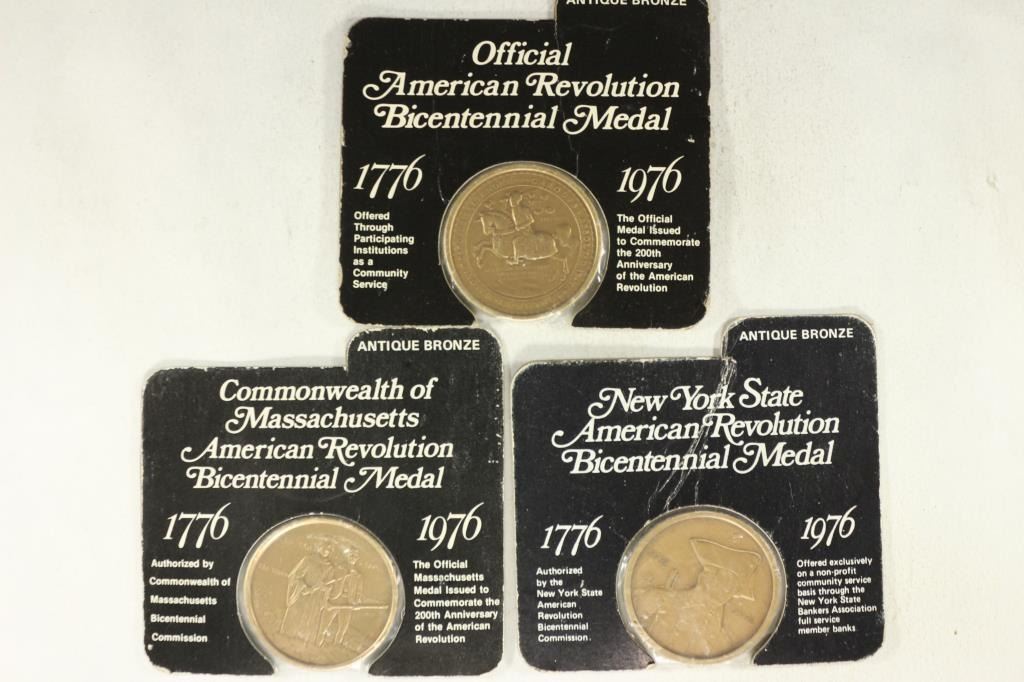 ANTIQUE BRONZE
Official
American Revolution
Bicentennial Medal
1776
1976
Offered
Through
Participating
Institutions
as a
Community
Service
The Official
Medal Issued
to Commemorate
the 200th
Anniversary
of the American
Revolution
ANTIQUE BRONZE
Commonwealth of
Massachusetts
American Revolution
Bicentennial Medal
1776
1976
Authorized by
Commonwealth of
Massachusetts
Bicentennial
Commission
The Official
Massachusetts
Medal Issued to
Commemorate the
200th Anniversary
of the American
Revolution
ANTIQUE BRONZE
New York State
American Revolution
Bicentennial Medal
1776
1976
Authorized
by the
New York State
American
Revolution
Bicentennial
Commission.
Offered exclusively
on a non-profit
community service
basis through the
New York State
Bankers Association
full service
member banks.